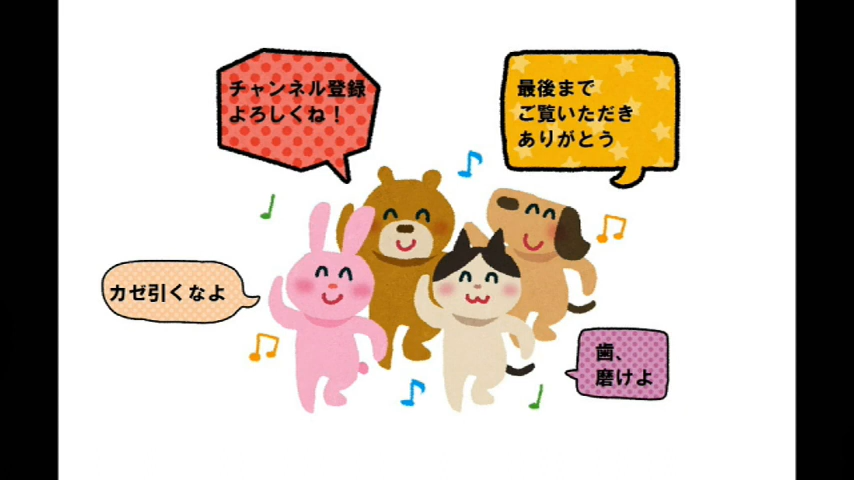 チャンネル登録
よろしくね！
最後まで
ご覧いただき
ありがとう
カゼ引くなよ
歯、
磨けよ